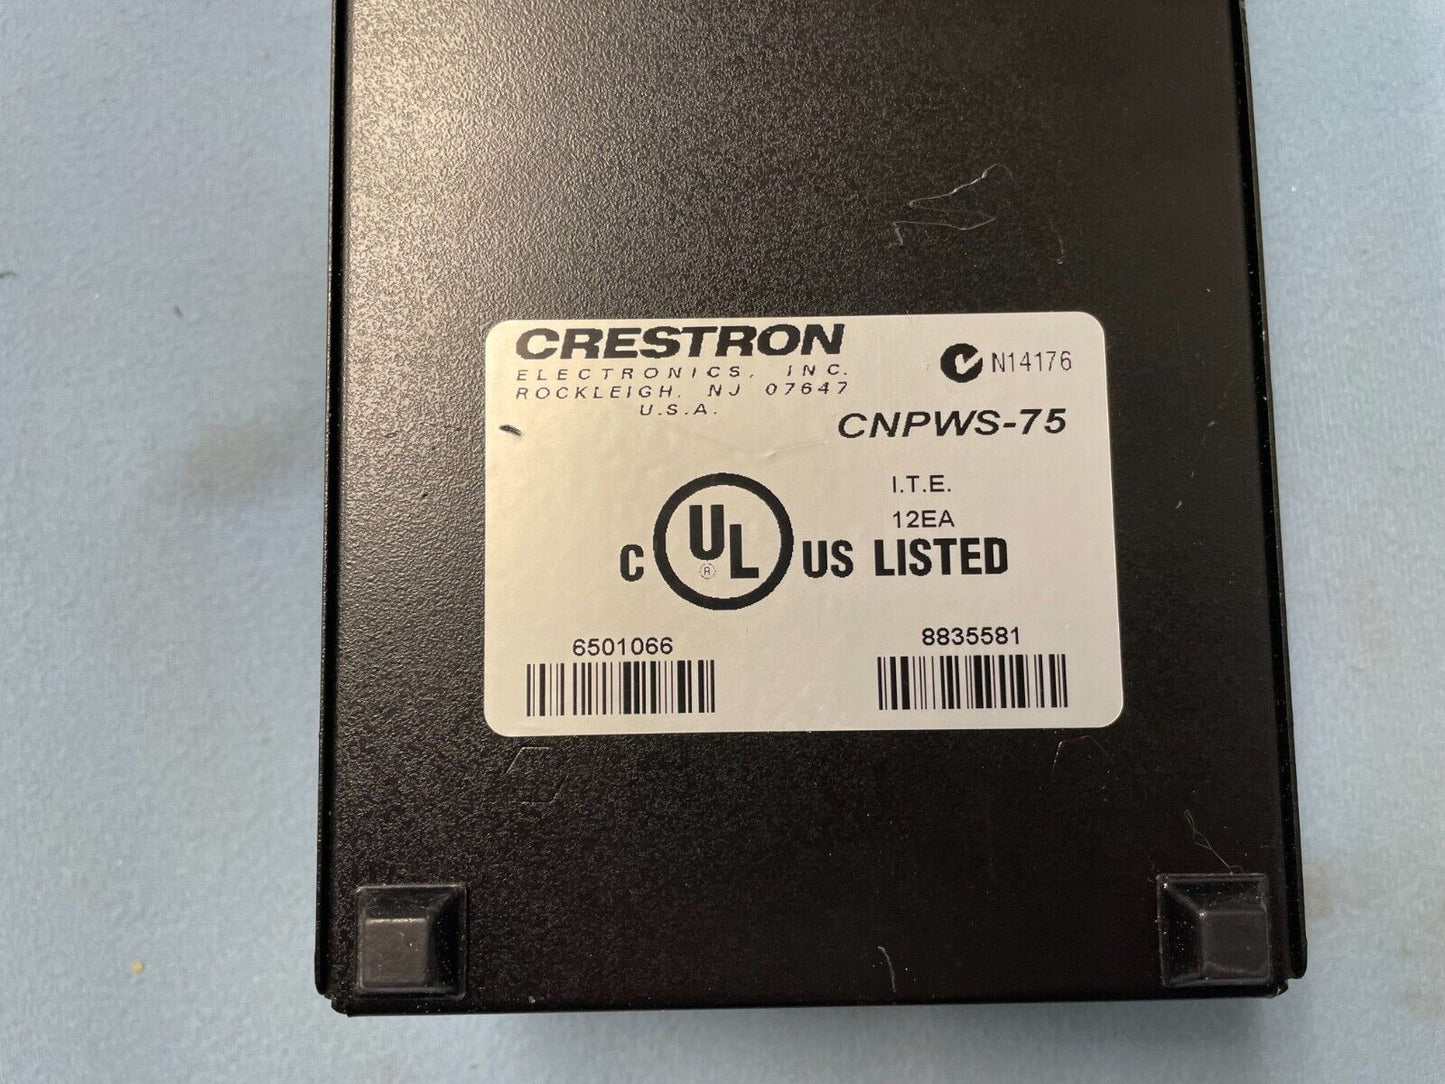 CRESTRON
ELECTRONICS, INC.
ROCKLEIGH, NJ 07647
U.S.A.
N14176
CNPWS-75
I.T.E.
12EA
C UL ® US LISTED
6501066
8835581